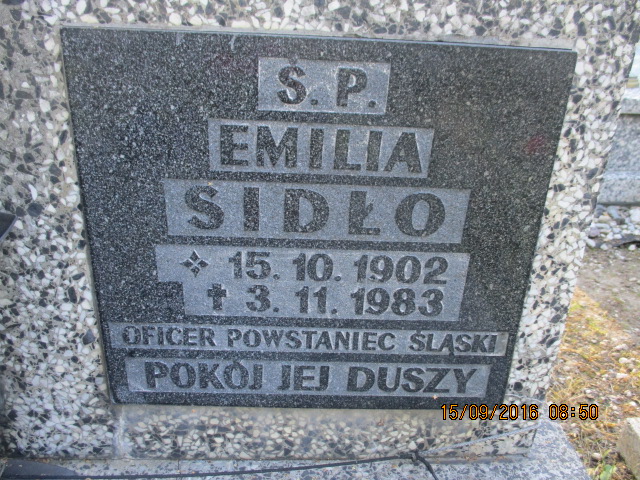 Ś. P.
EMILIA
SIDŁO
15. 10. 1902
✝ 3. 11. 1983
OFICER POWSTANIEC ŚLĄSKI
POKÓJ JEJ DUSZY
15/09/2016 08:50